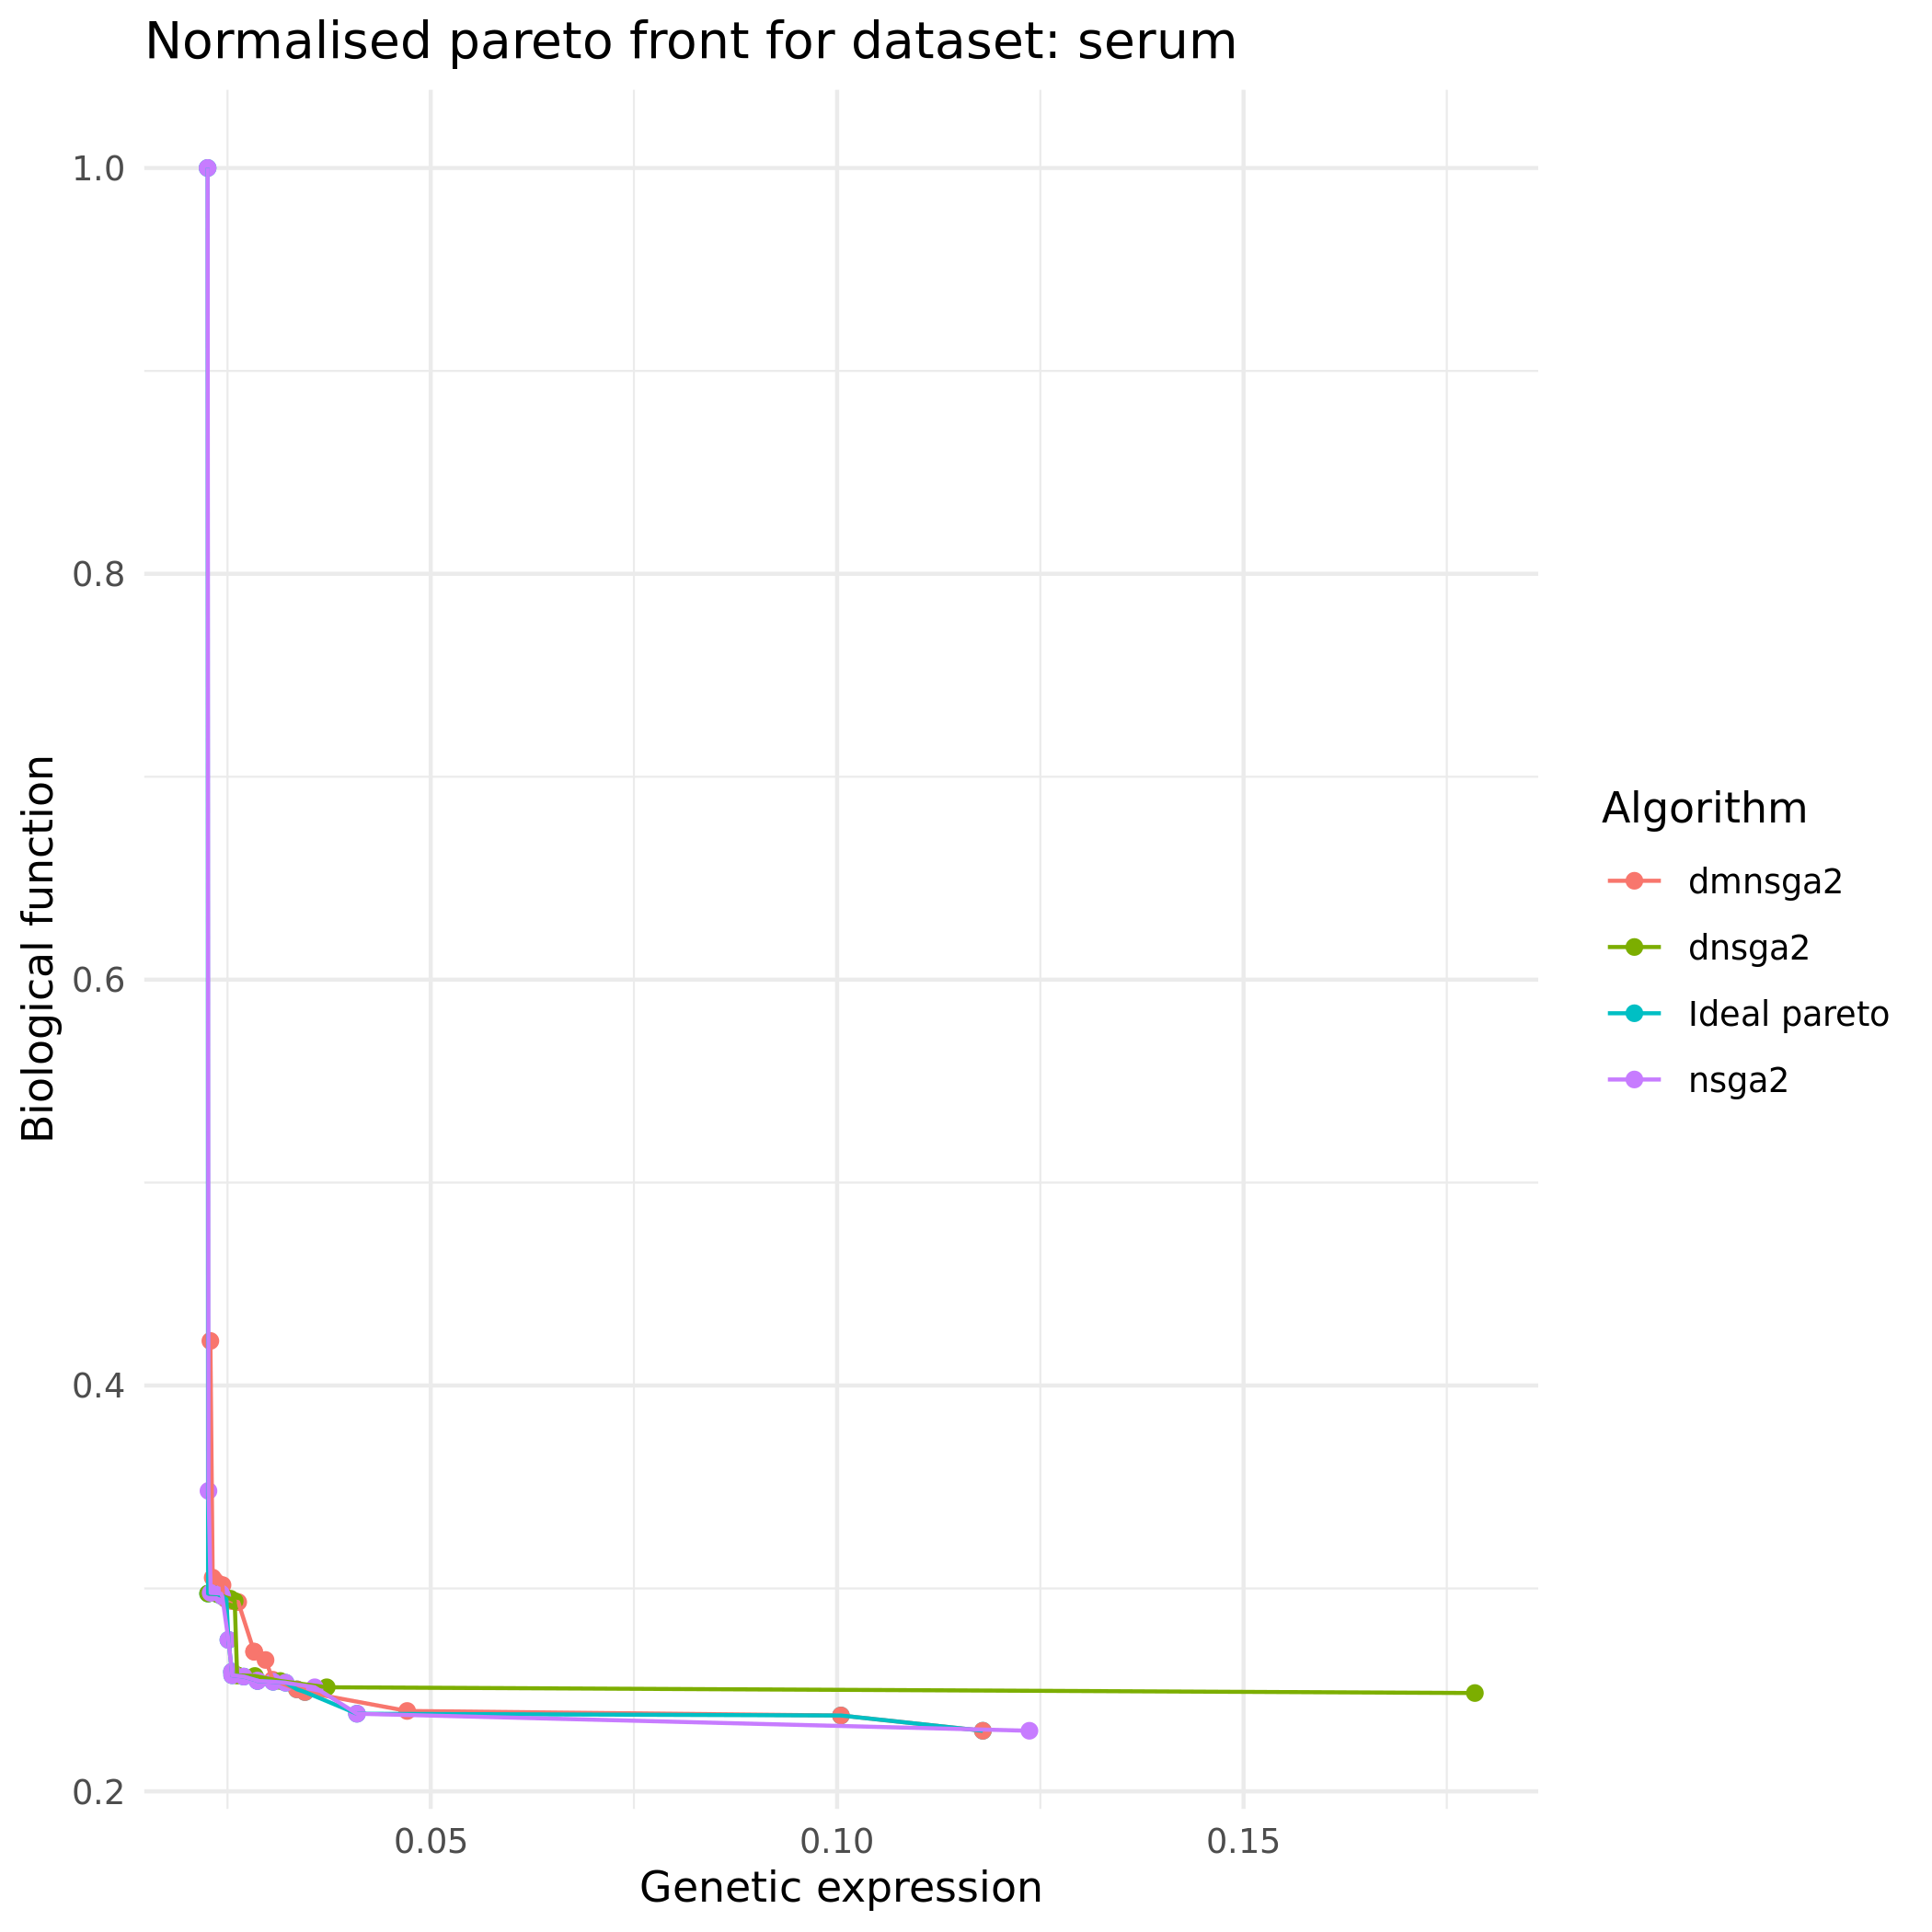 Normalised pareto front for dataset: serum
1.0
0.8
0.6
0.4
0.2
Biological function
0.05
0.10
0.15
Genetic expression
Algorithm
dmnsga2
dnsga2
Ideal pareto
nsga2